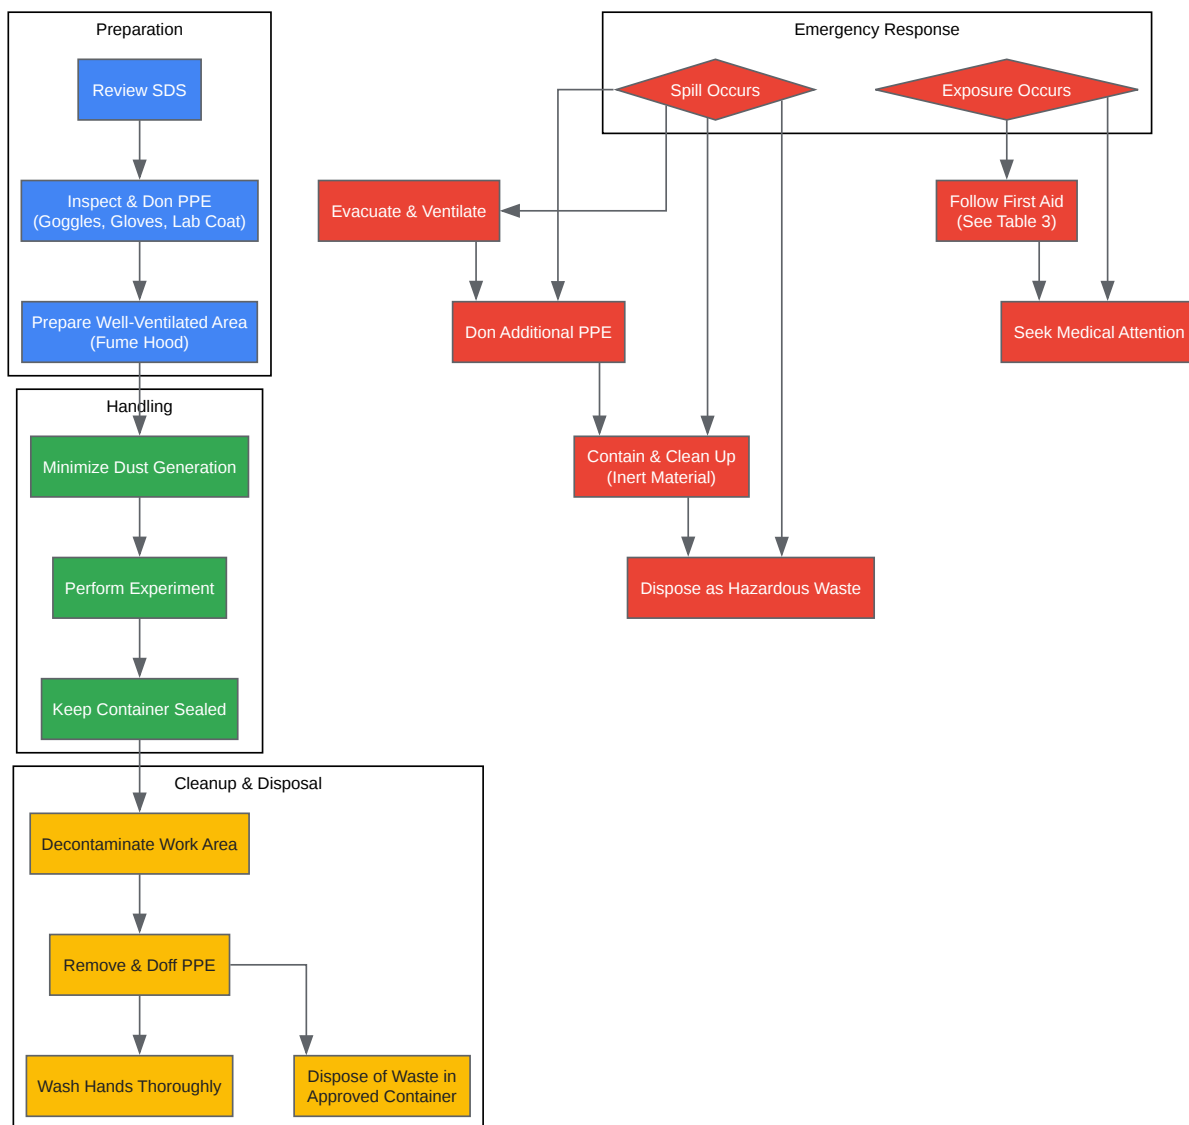 Preparation
Review SDS
Inspect & Don PPE
(Goggles, Gloves, Lab Coat)
Prepare Well-Ventilated Area
(Fume Hood)
Handling
Minimize Dust Generation
Perform Experiment
Keep Container Sealed
Cleanup & Disposal
Decontaminate Work Area
Remove & Doff PPE
Wash Hands Thoroughly
Dispose of Waste in
Approved Container
Emergency Response
Spill Occurs
Exposure Occurs
Evacuate & Ventilate
Follow First Aid
(See Table 3)
Don Additional PPE
Seek Medical Attention
Contain & Clean Up
(Inert Material)
Dispose as Hazardous Waste